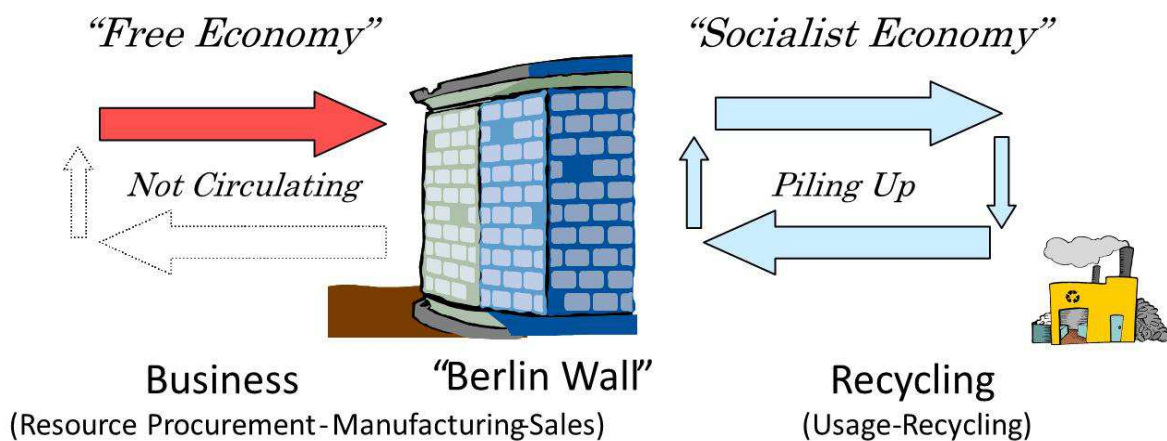 “Free Economy”
“Socialist Economy”
Not Circulating
Piling Up
Business
“Berlin Wall”
Recycling
(Resource Procurement-Manufacturing-Sales)
(Usage-Recycling)